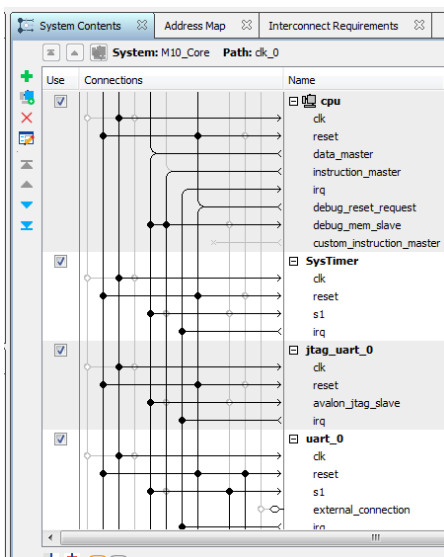 System Contents Address Map Interconnect Requirements
System: M10_Core Path: clk_0
Use Connections Name
cpu
clk
reset
data_master
instruction_master
irq
debug_reset_request
debug_mem_slave
custom_instruction_master
SysTimer
clk
reset
s1
irq
jtag_uart_0
clk
reset
avalon_jtag_slave
irq
uart_0
clk
reset
s1
external_connection
irq